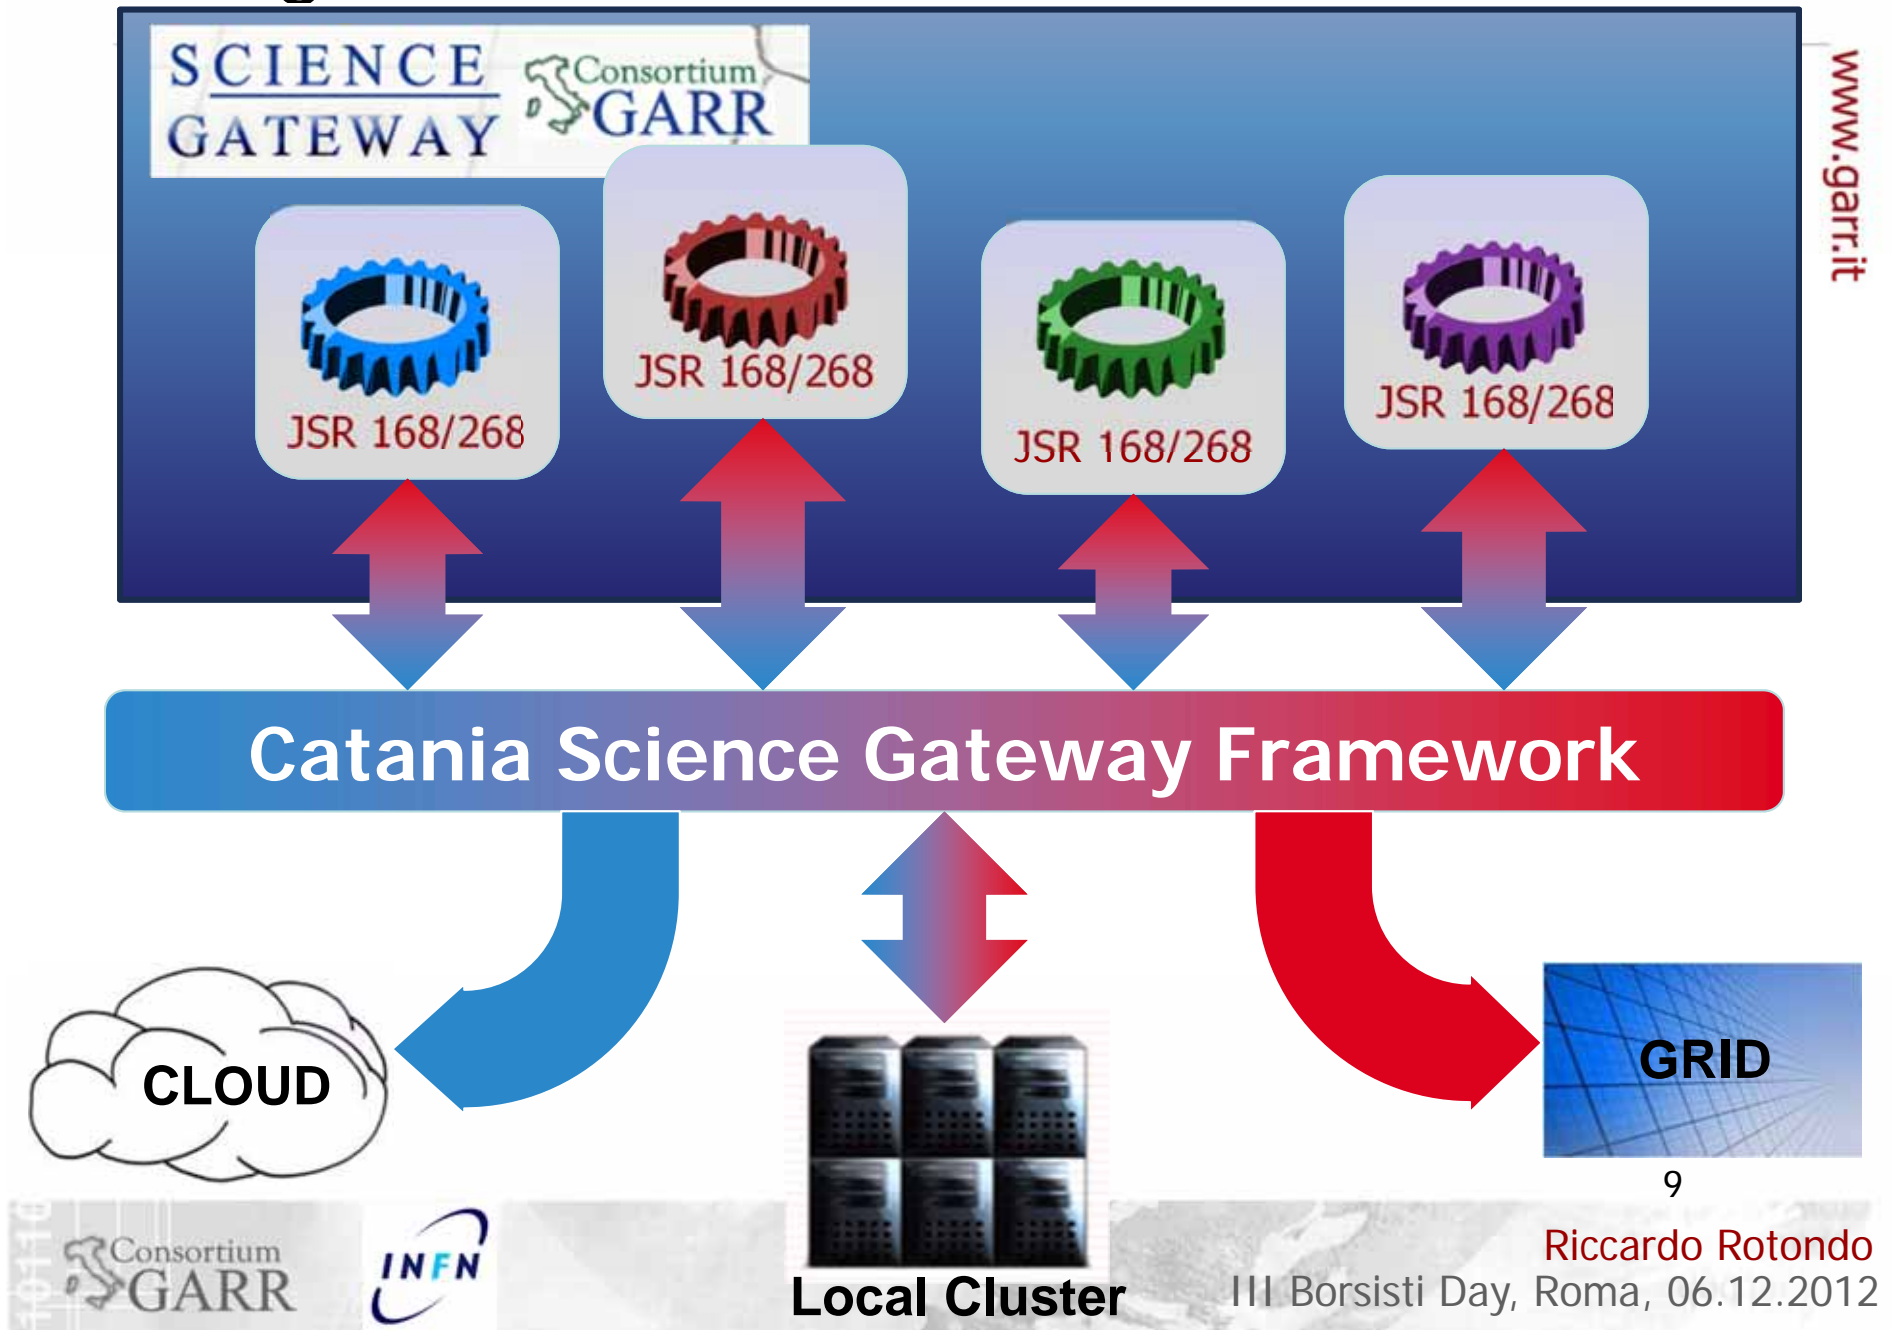 SCIENCE
GATEWAY
Consortium
GARR
www.garr.it
JSR 168/268
JSR 168/268
JSR 168/268
JSR 168/268
Catania Science Gateway Framework
CLOUD
GRID
Local Cluster
9
10110
Consortium
GARR
INFN
Riccardo Rotondo
III Borsisti Day, Roma, 06.12.2012